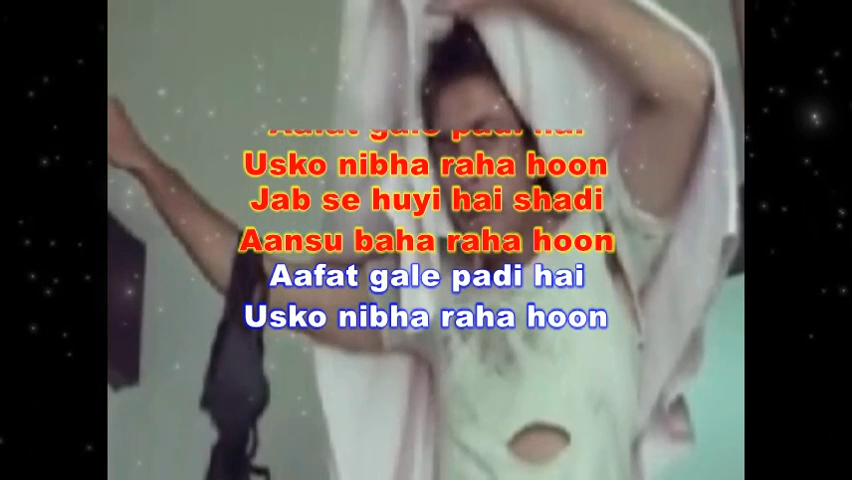 Aafat gale padi hai
Usko nibha raha hoon
Jab se huyi hai shadi
Aansu baha raha hoon
Aafat gale padi hai
Usko nibha raha hoon